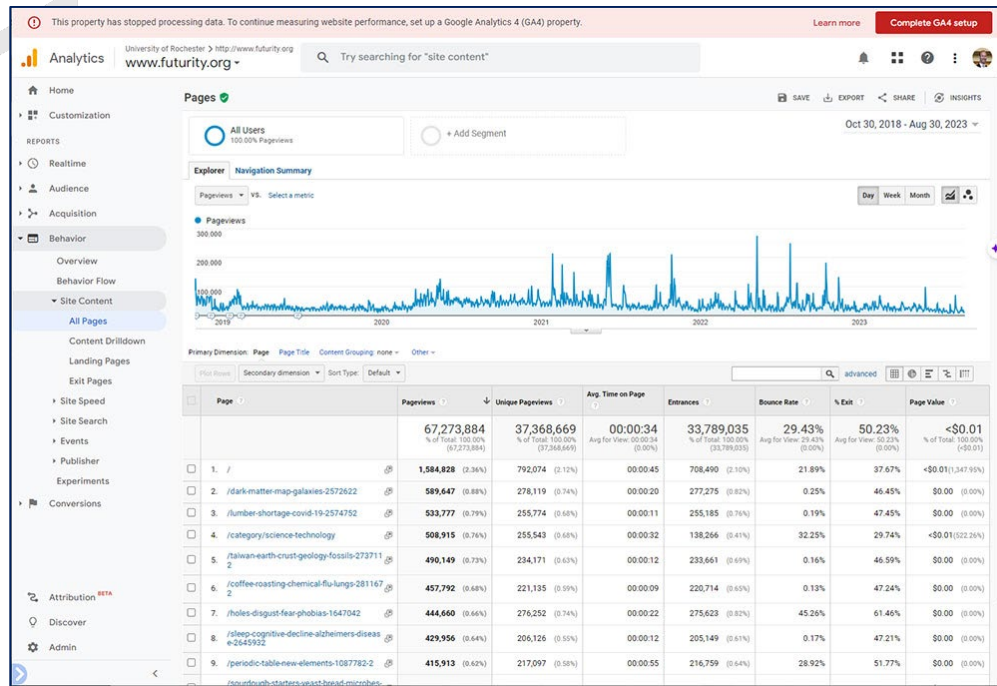 This property has stopped processing data. To continue measuring website performance, set up a Google Analytics 4 (GA4) property.
Learn more
Complete GA4 setup
Analytics
University of Rochester > http://www.futurity.org
www.futurity.org
Try searching for "site content"
Home
Customization
REPORTS
Realtime
Audience
Acquisition
Behavior
Overview
Behavior Flow
Site Content
All Pages
Content Drilldown
Landing Pages
Exit Pages
Site Speed
Site Search
Events
Publisher
Experiments
Conversions
Attribution BETA
Discover
Admin
Pages
SAVE
EXPORT
SHARE
INSIGHTS
All Users
100.00% Pageviews
+ Add Segment
Oct 30, 2018 - Aug 30, 2023
Explorer
Navigation Summary
Pageviews
VS.
Select a metric
Day
Week
Month
Pageviews
300,000
200,000
100,000
2019
2020
2021
2022
2023
Primary Dimension: Page Page Title Content Grouping: none Other
Plot Rows
Secondary dimension
Sort Type:
Default
advanced
Page
Pageviews
Unique Pageviews
Avg. Time on Page
Entrances
Bounce Rate
% Exit
Page Value
67,273,884
% of Total: 100.00%
(67,273,884)
37,368,669
% of Total: 100.00%
(37,368,669)
00:00:34
Avg for View: 00:00:34
(0.00%)
33,789,035
% of Total: 100.00%
(33,789,035)
29.43%
Avg for View: 29.43%
(0.00%)
50.23%
Avg for View: 50.23%
(0.00%)
<$0.01
% of Total: 100.00%
(<$0.01)
1. / 1,584,828 (2.36%) 792,074 (2.12%) 00:00:45 708,490 (2.10%) 21.89% 37.67% <$0.01(1,347.95%)
2. /dark-matter-map-galaxies-2572622 589,647 (0.88%) 278,119 (0.74%) 00:00:20 277,275 (0.82%) 0.25% 46.45% $0.00 (0.00%)
3. /lumber-shortage-covid-19-2574752 533,777 (0.79%) 255,774 (0.68%) 00:00:11 255,185 (0.76%) 0.19% 47.45% $0.00 (0.00%)
4. /category/science-technology 508,915 (0.76%) 255,543 (0.68%) 00:00:32 138,266 (0.41%) 32.25% 29.74% <$0.01(522.26%)
5. /taiwan-earth-crust-geology-fossils-273711
2 490,149 (0.73%) 234,171 (0.63%) 00:00:12 233,661 (0.69%) 0.16% 46.59% $0.00 (0.00%)
6. /coffee-roasting-chemical-flu-lungs-281167
2 457,792 (0.68%) 221,135 (0.59%) 00:00:09 220,714 (0.65%) 0.13% 47.24% $0.00 (0.00%)
7. /holes-disgust-fear-phobias-1647042 444,660 (0.66%) 276,252 (0.74%) 00:00:22 275,623 (0.82%) 45.26% 61.46% $0.00 (0.00%)
8. /sleep-cognitive-decline-alzheimers-diseas
e-2645932 429,956 (0.64%) 206,126 (0.55%) 00:00:12 205,149 (0.61%) 0.17% 47.21% $0.00 (0.00%)
9. /periodic-table-new-elements-1087782-2 415,913 (0.62%) 217,097 (0.58%) 00:00:55 216,759 (0.64%) 28.92% 51.77% $0.00 (0.00%)
/sourdough-starters-yeast-bread-microbes-